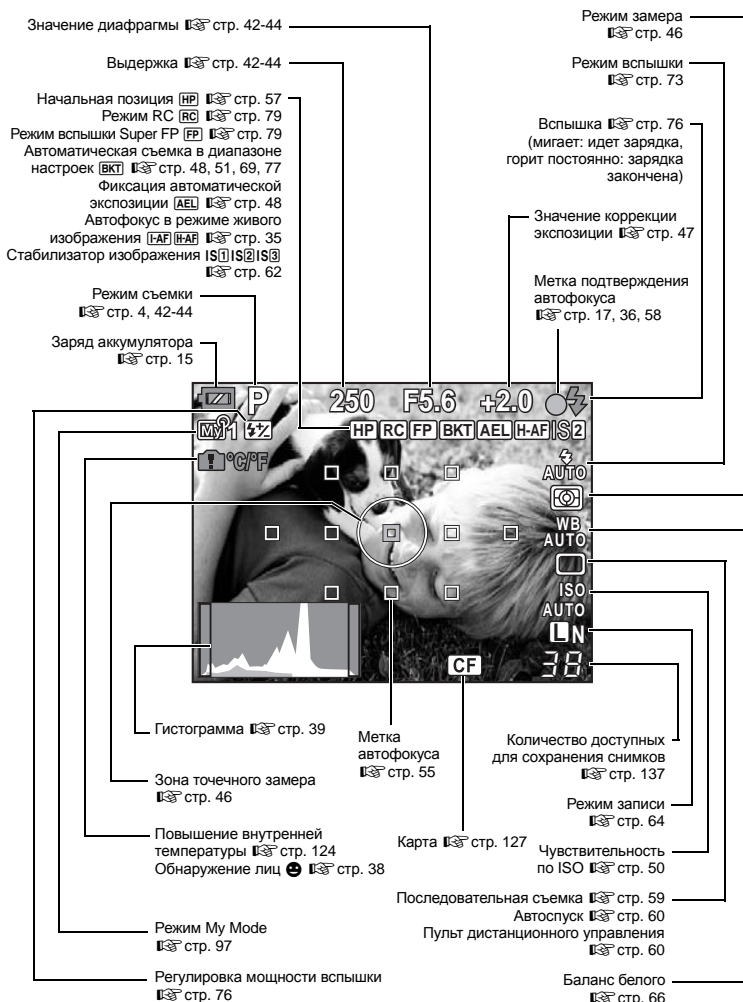 Значение диафрагмы ☞ стр. 42-44
Выдержка ☞ стр. 42-44
Начальная позиция HP ☞ стр. 57
Режим RC RC ☞ стр. 79
Режим вспышки Super FP FP ☞ стр. 79
Автоматическая съемка в диапазоне
настроек BKT ☞ стр. 48, 51, 69, 77
Фиксация автоматической
экспозиции AEL ☞ стр. 48
Автофокус в режиме живого
изображения I-AF H-AF ☞ стр. 35
Стабилизатор изображения IS1 IS2 IS3
☞ стр. 62
Режим съемки
☞ стр. 4, 42-44
Заряд аккумулятора
☞ стр. 15
Режим замера
☞ стр. 46
Режим вспышки
☞ стр. 73
Вспышка ☞ стр. 76
(мигает: идет зарядка,
горит постоянно: зарядка
закончена)
Значение коррекции
экспозиции ☞ стр. 47
Метка подтверждения
автофокуса
☞ стр. 17, 36, 58
P 250 F5.6 +2.0
My1 HP RC FP BKT AEL H-AF IS2
°C/°F
AUTO
WB
AUTO
ISO
AUTO
L N
CF 38
Гистограмма ☞ стр. 39
Зона точечного замера
☞ стр. 46
Повышение внутренней
температуры ☞ стр. 124
Обнаружение лиц ☞ стр. 38
Режим My Mode
☞ стр. 97
Регулировка мощности вспышки
☞ стр. 76
Метка
автофокуса
☞ стр. 55
Карта ☞ стр. 127
Количество доступных
для сохранения снимков
☞ стр. 137
Режим записи
☞ стр. 64
Чувствительность
по ISO ☞ стр. 50
Последовательная съемка ☞ стр. 59
Автоспуск ☞ стр. 60
Пульт дистанционного управления
☞ стр. 60
Баланс белого
☞ стр. 66